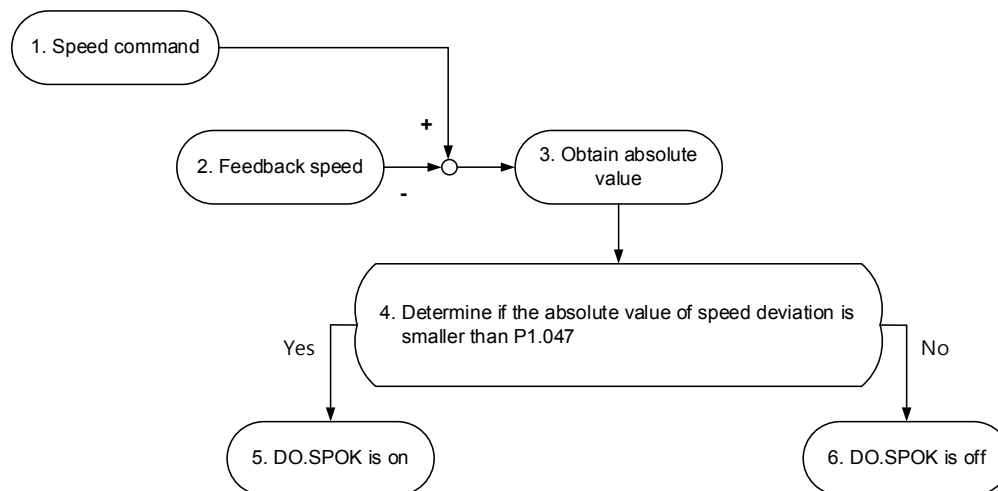 1. Speed command
+
2. Feedback speed
-
3. Obtain absolute
value
4. Determine if the absolute value of speed deviation is
smaller than P1.047
Yes
No
5. DO.SPOK is on
6. DO.SPOK is off